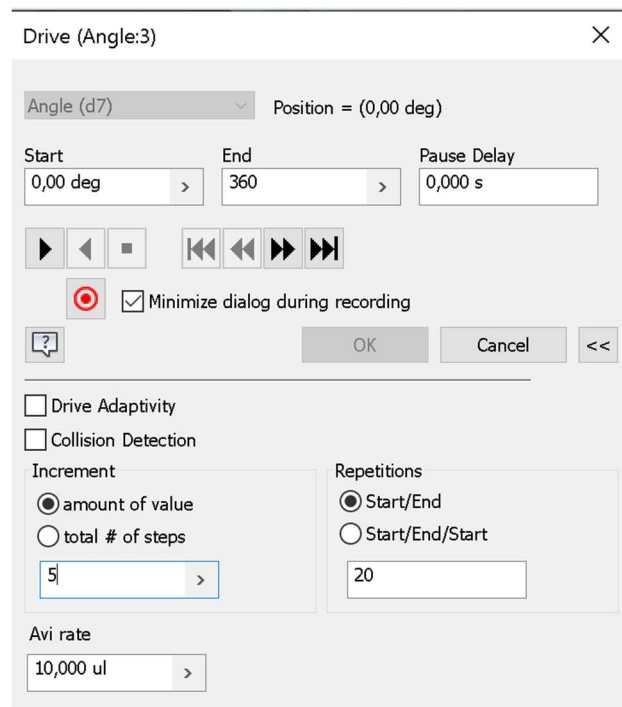 Drive (Angle:3)
Angle (d7) Position = (0,00 deg)
Start End Pause Delay
0,00 deg > 360 > 0,000 s
Minimize dialog during recording
OK Cancel <<
Drive Adaptivity
Collision Detection
Increment Repetitions
amount of value Start/End
total # of steps Start/End/Start
5 > 20
Avi rate
10,000 ul >